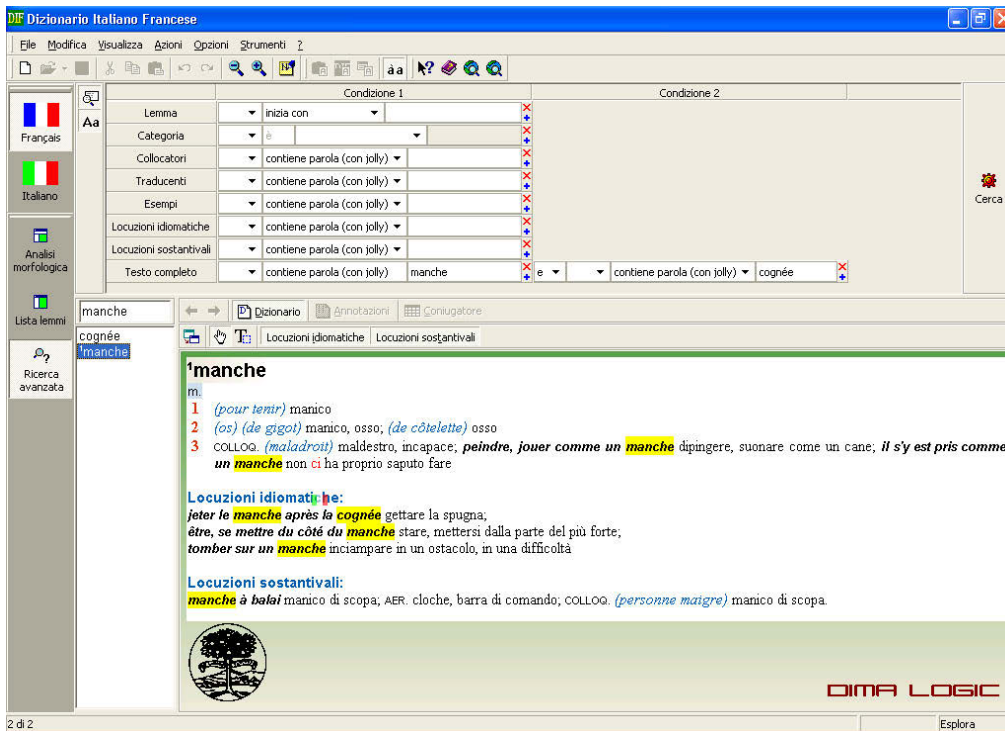 DIF Dizionario Italiano Francese
File Modifica Visualizza Azioni Opzioni Strumenti ?
àa
Condizione 1 Condizione 2
Aa
Français
Italiano
Analisi morfologica
Lista lemmi
Ricerca avanzata
Lemma inizia con
Categoria è
Collocatori contiene parola (con jolly)
Traducenti contiene parola (con jolly)
Esempi contiene parola (con jolly)
Locuzioni idiomatiche contiene parola (con jolly)
Locuzioni sostantivali contiene parola (con jolly)
Testo completo contiene parola (con jolly) manche e contiene parola (con jolly) cognée
Cerca
manche
cognée
¹manche
Dizionario Annotazioni Coniugatore
Locuzioni idiomatiche Locuzioni sostantivali
¹manche
m.
1 (pour tenir) manico
2 (os) (de gigot) manico, osso; (de côtelette) osso
3 COLLOQ. (maladroit) maldestro, incapace; peindre, jouer comme un manche dipingere, suonare come un cane; il s'y est pris comme
un manche non ci ha proprio saputo fare
Locuzioni idiomatiche:
jeter le manche après la cognée gettare la spugna;
être, se mettre du côté du manche stare, mettersi dalla parte del più forte;
tomber sur un manche inciampare in un ostacolo, in una difficoltà
Locuzioni sostantivali:
manche à balai manico di scopa; AER. cloche, barra di comando; COLLOQ. (personne maigre) manico di scopa.
DIMA LOGIC
2 di 2 Esplora